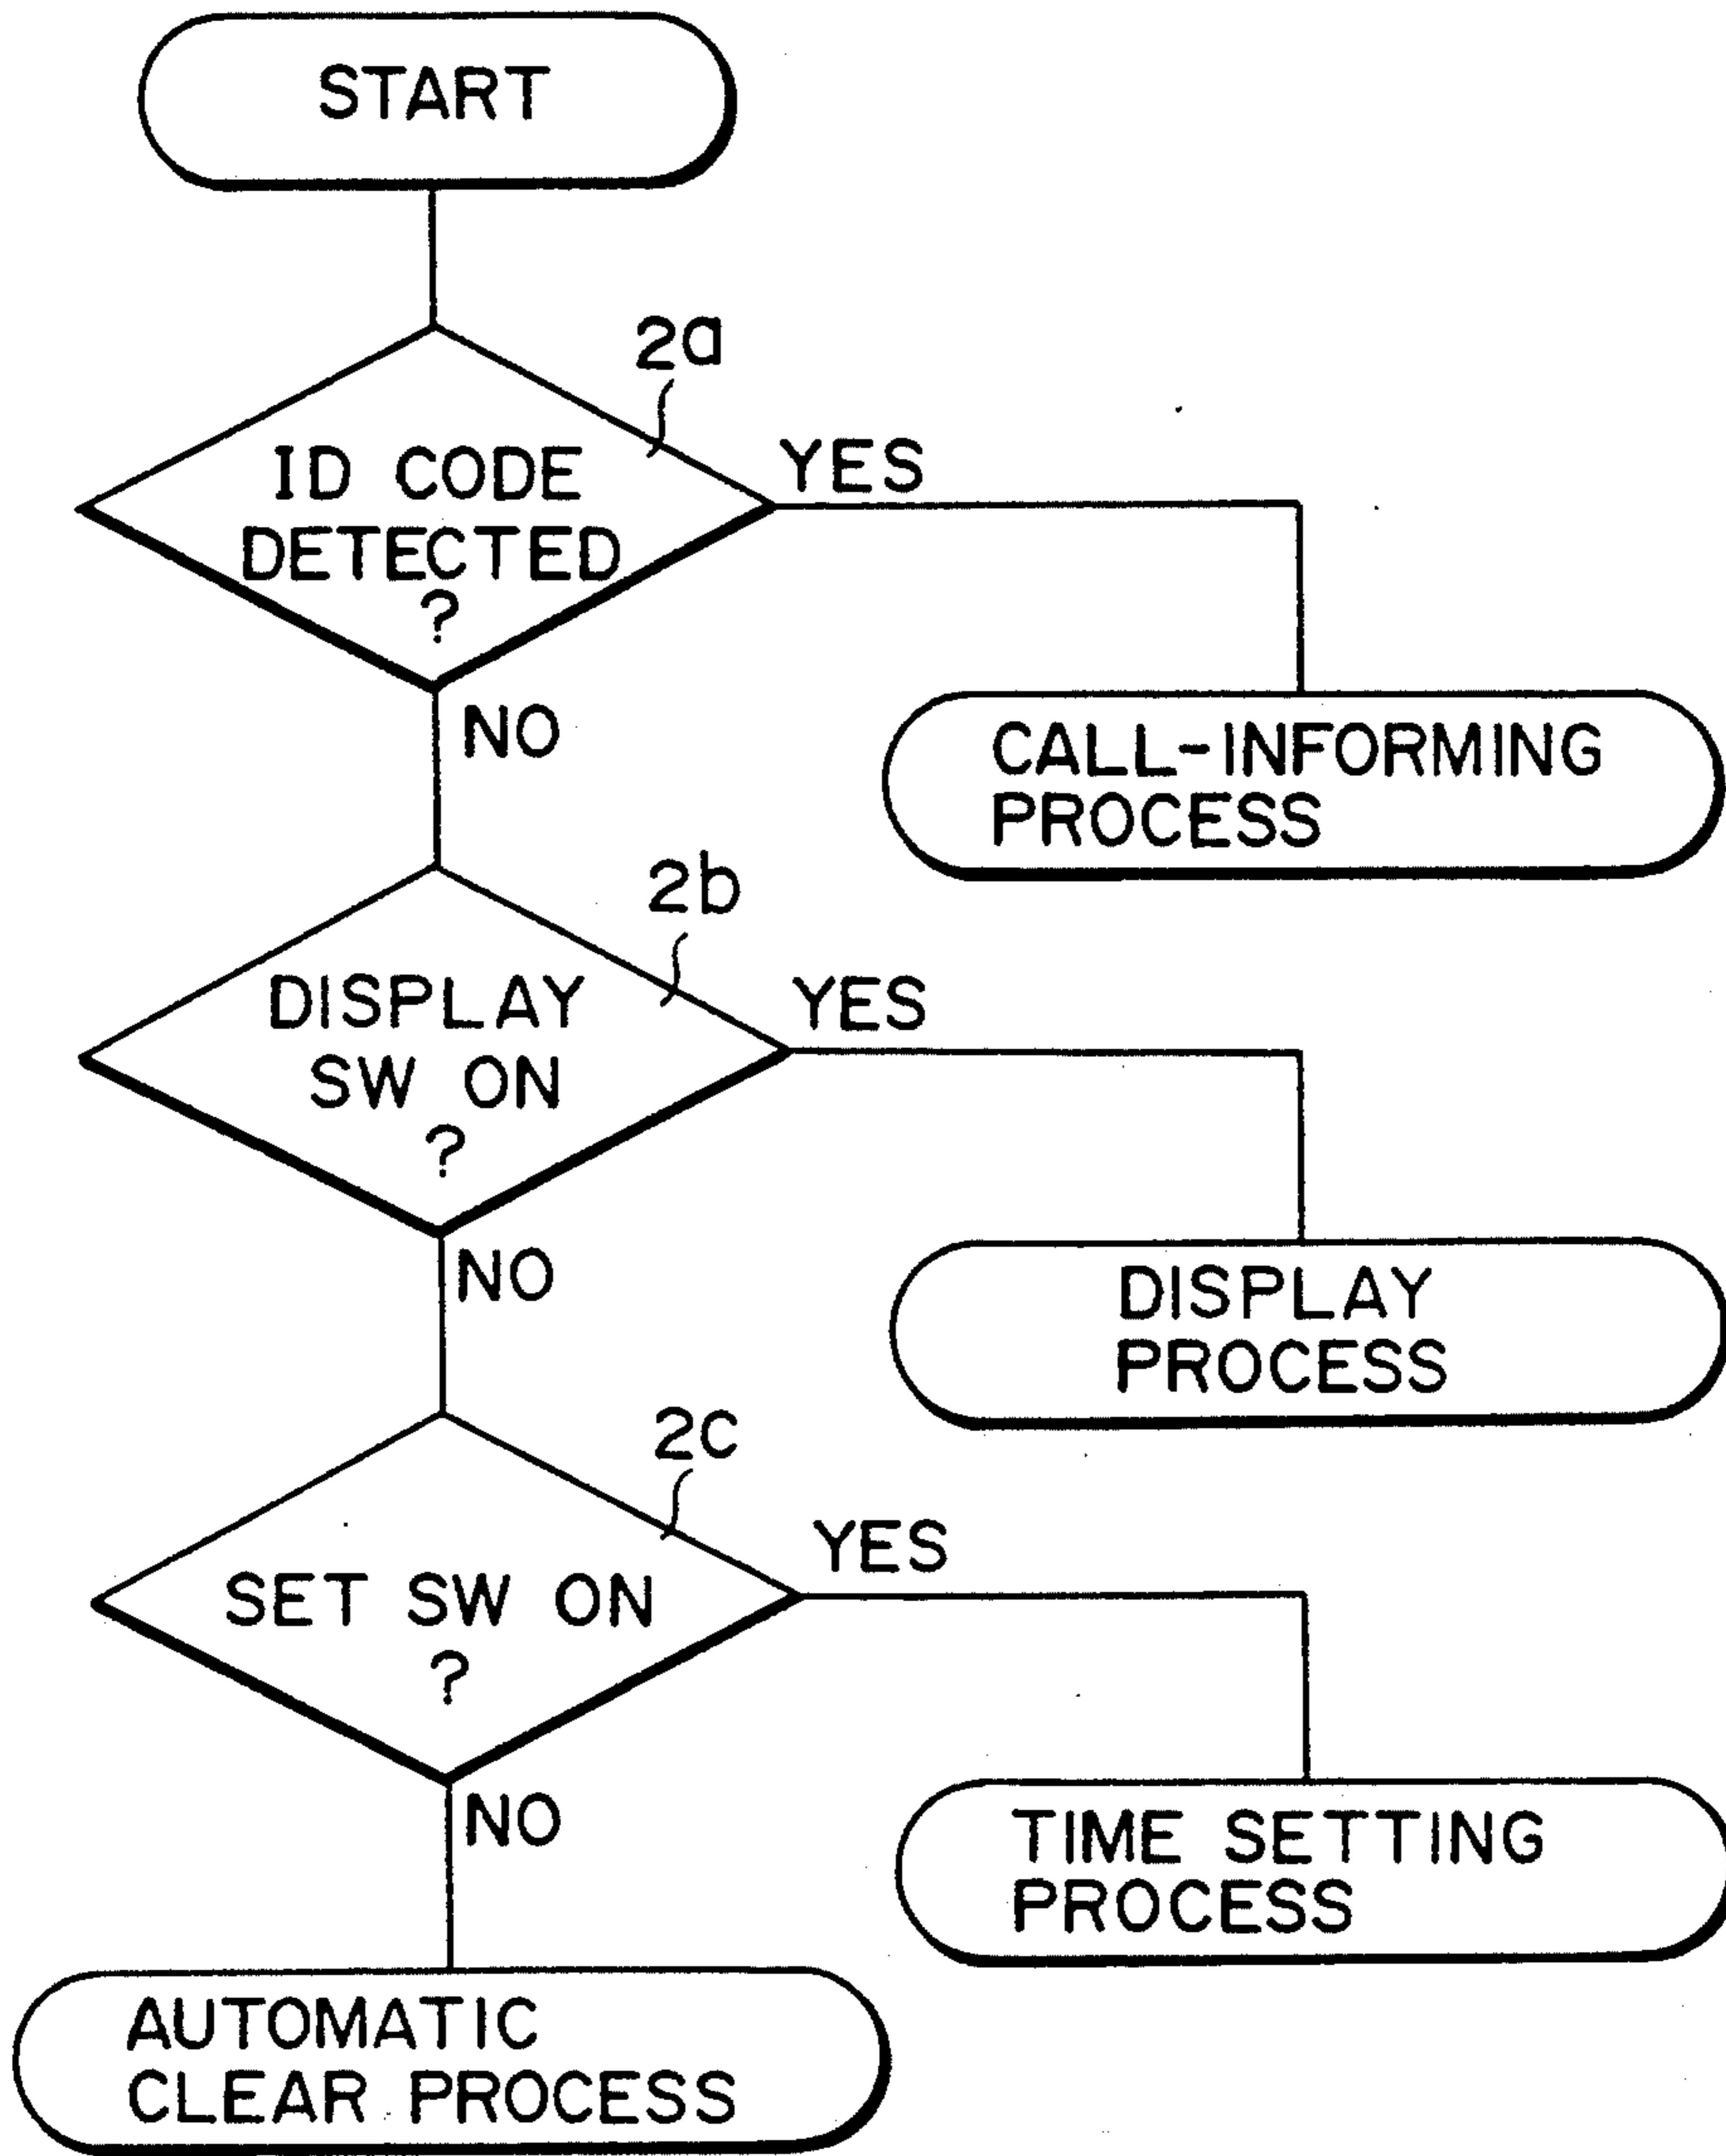 START
2a
ID CODE
DETECTED
?
YES
NO
CALL-INFORMING
PROCESS
2b
DISPLAY
SW ON
?
YES
NO
DISPLAY
PROCESS
2c
SET SW ON
?
YES
NO
TIME SETTING
PROCESS
AUTOMATIC
CLEAR PROCESS